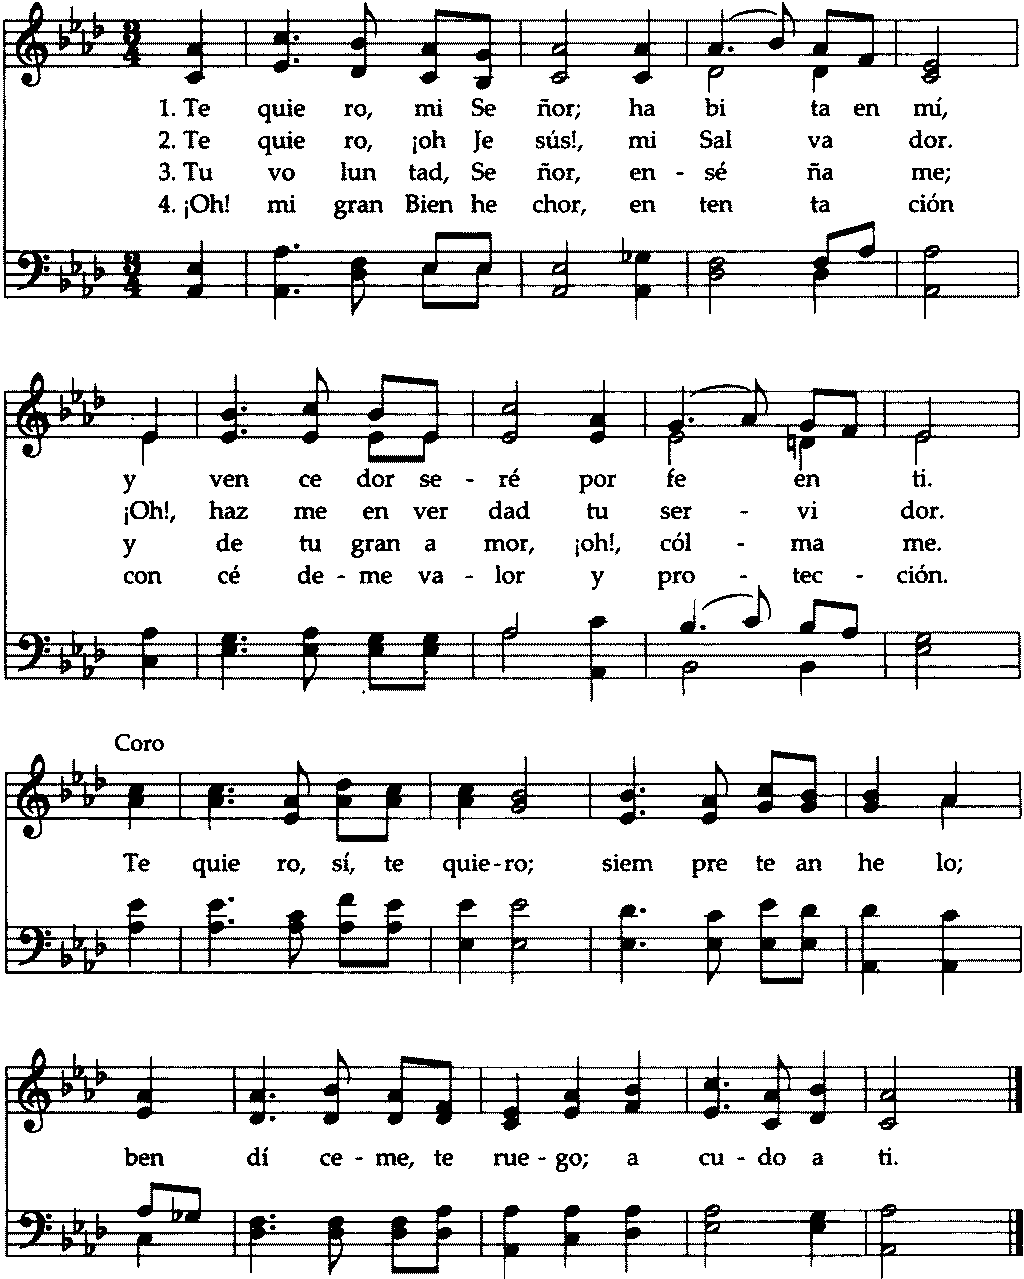 1. Te quie ro, mi Se ñor; ha bi ta en mí,
2. Te quie ro, ¡oh Je sús!, mi Sal va dor.
3. Tu vo lun tad, Se ñor, en - sé ña me;
4. ¡Oh! mi gran Bien he chor, en ten ta ción
y ven ce dor se - ré por fe en ti.
¡Oh!, haz me en ver dad tu ser - vi dor.
y de tu gran a mor, ¡oh!, cól - ma me.
con cé de - me va - lor y pro - tec - ción.
Coro
Te quie ro, sí, te quie - ro; siem pre te an he lo;
ben dí ce - me, te rue - go; a cu - do a ti.